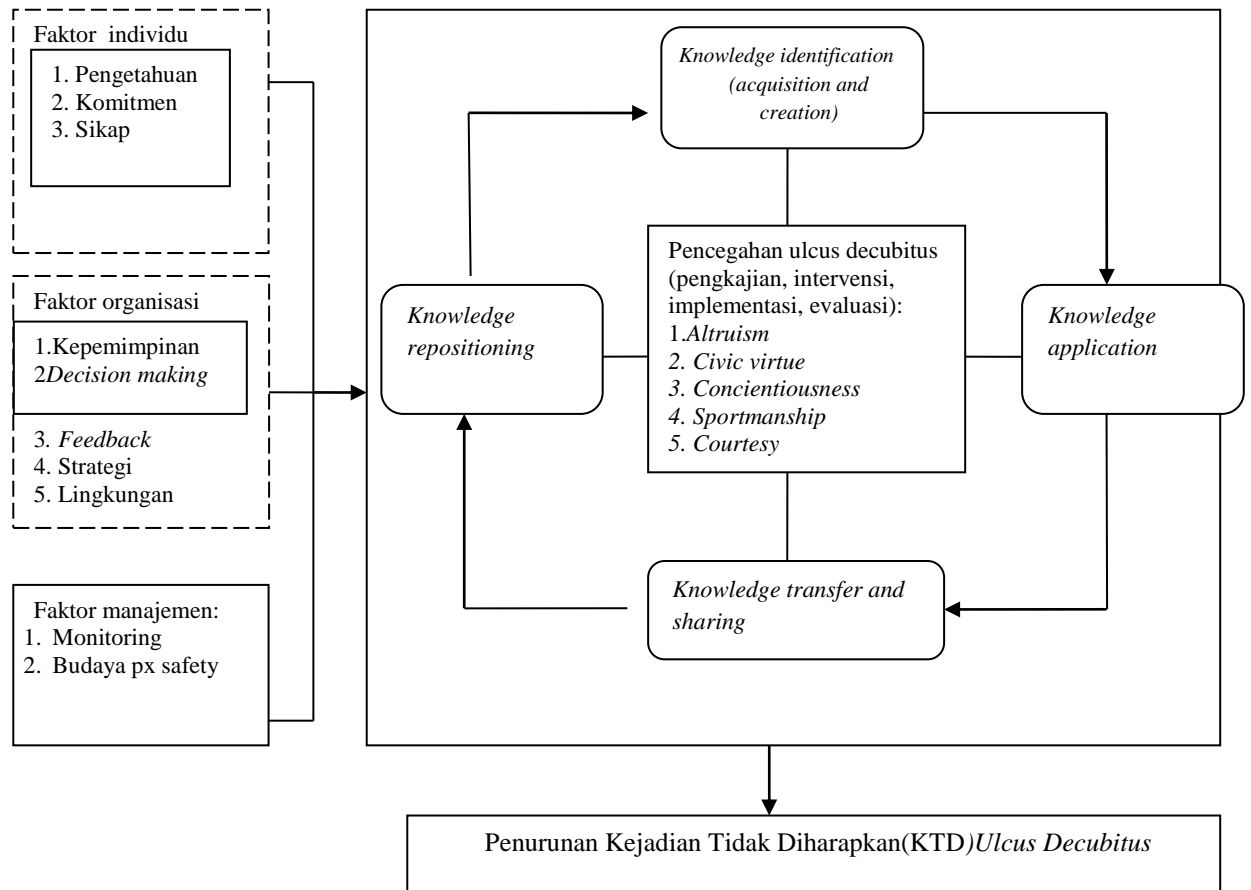 Faktor individu
1. Pengetahuan
2. Komitmen
3. Sikap
Faktor organisasi
1.Kepemimpinan
2Decision making
3. Feedback
4. Strategi
5. Lingkungan
Faktor manajemen:
1. Monitoring
2. Budaya px safety
Knowledge identification
(acquisition and
creation)
Knowledge
repositioning
Pencegahan ulcus decubitus
(pengkajian, intervensi,
implementasi, evaluasi):
1.Altruism
2. Civic virtue
3. Concientiousness
4. Sportmanship
5. Courtesy
Knowledge
application
Knowledge transfer and
sharing
Penurunan Kejadian Tidak Diharapkan(KTD)Ulcus Decubitus